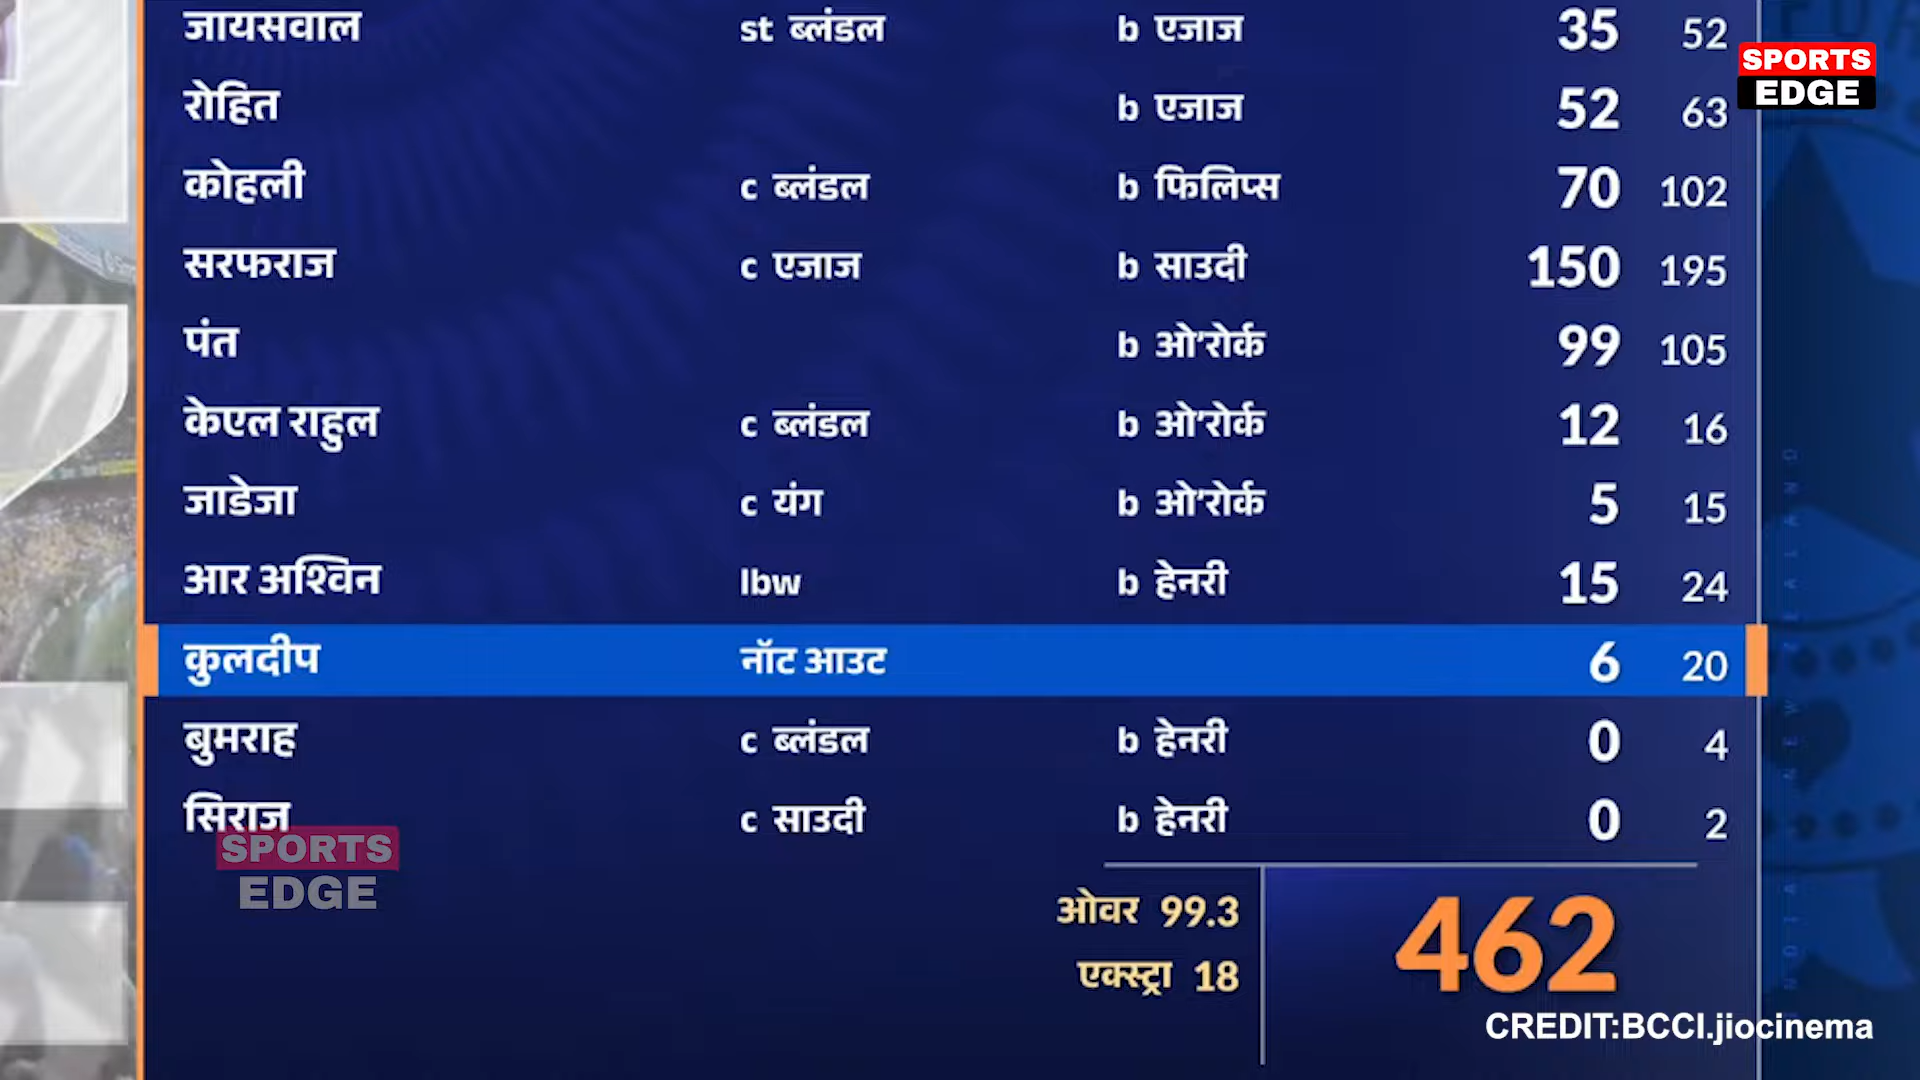 जायसवाल st ब्लंडल b एजाज 35 52
SPORTS
EDGE
रोहित b एजाज 52 63
कोहली c ब्लंडल b फिलिप्स 70 102
सरफराज c एजाज b साउदी 150 195
पंत b ओ'रोर्क 99 105
केएल राहुल c ब्लंडल b ओ'रोर्क 12 16
जाडेजा c यंग b ओ'रोर्क 5 15
आर अश्विन lbw b हेनरी 15 24
कुलदीप नॉट आउट 6 20
बुमराह c ब्लंडल b हेनरी 0 4
सिराज c साउदी b हेनरी 0 2
SPORTS
EDGE
ओवर 99.3
एक्स्ट्रा 18
462
CREDIT:BCCI.jiocinema